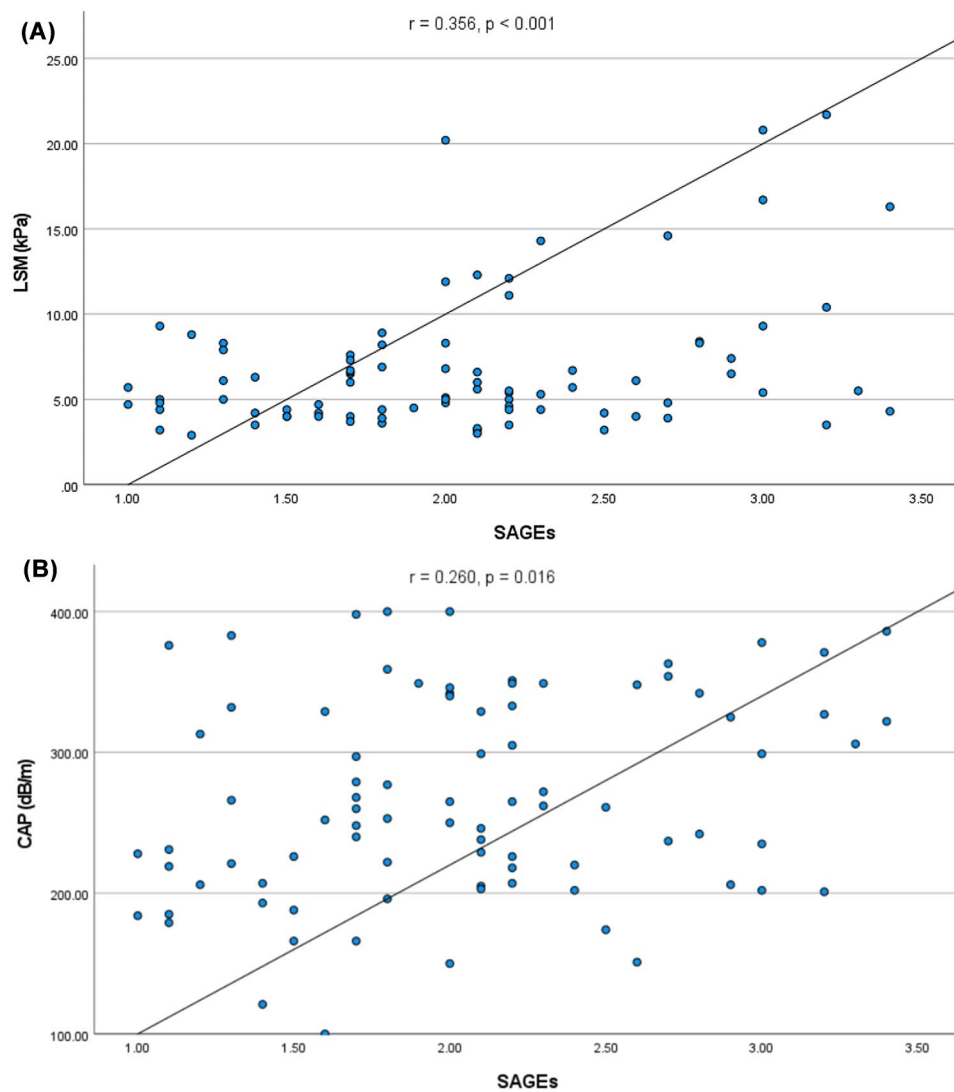 (A)
r = 0.356, p < 0.001
25.00
20.00
15.00
10.00
5.00
.00
LSM (kPa)
1.00 1.50 2.00 2.50 3.00 3.50
SAGEs
(B)
r = 0.260, p = 0.016
400.00
300.00
200.00
100.00
CAP (dB/m)
1.00 1.50 2.00 2.50 3.00 3.50
SAGEs